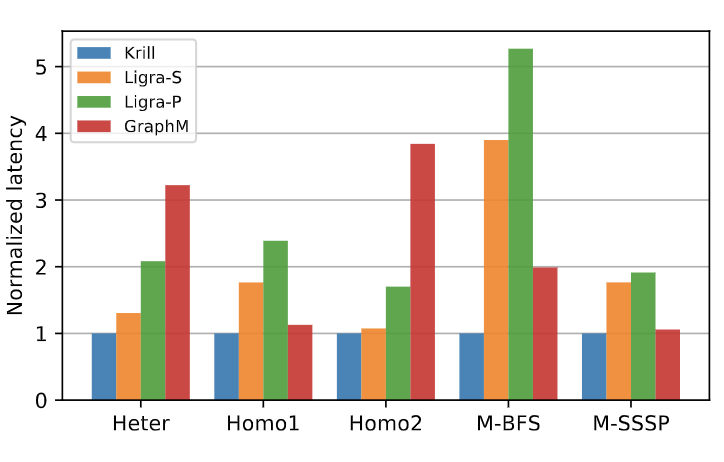 Krill
Ligra-S
Ligra-P
GraphM
Normalized latency
5
4
3
2
1
0
Heter Homo1 Homo2 M-BFS M-SSSP